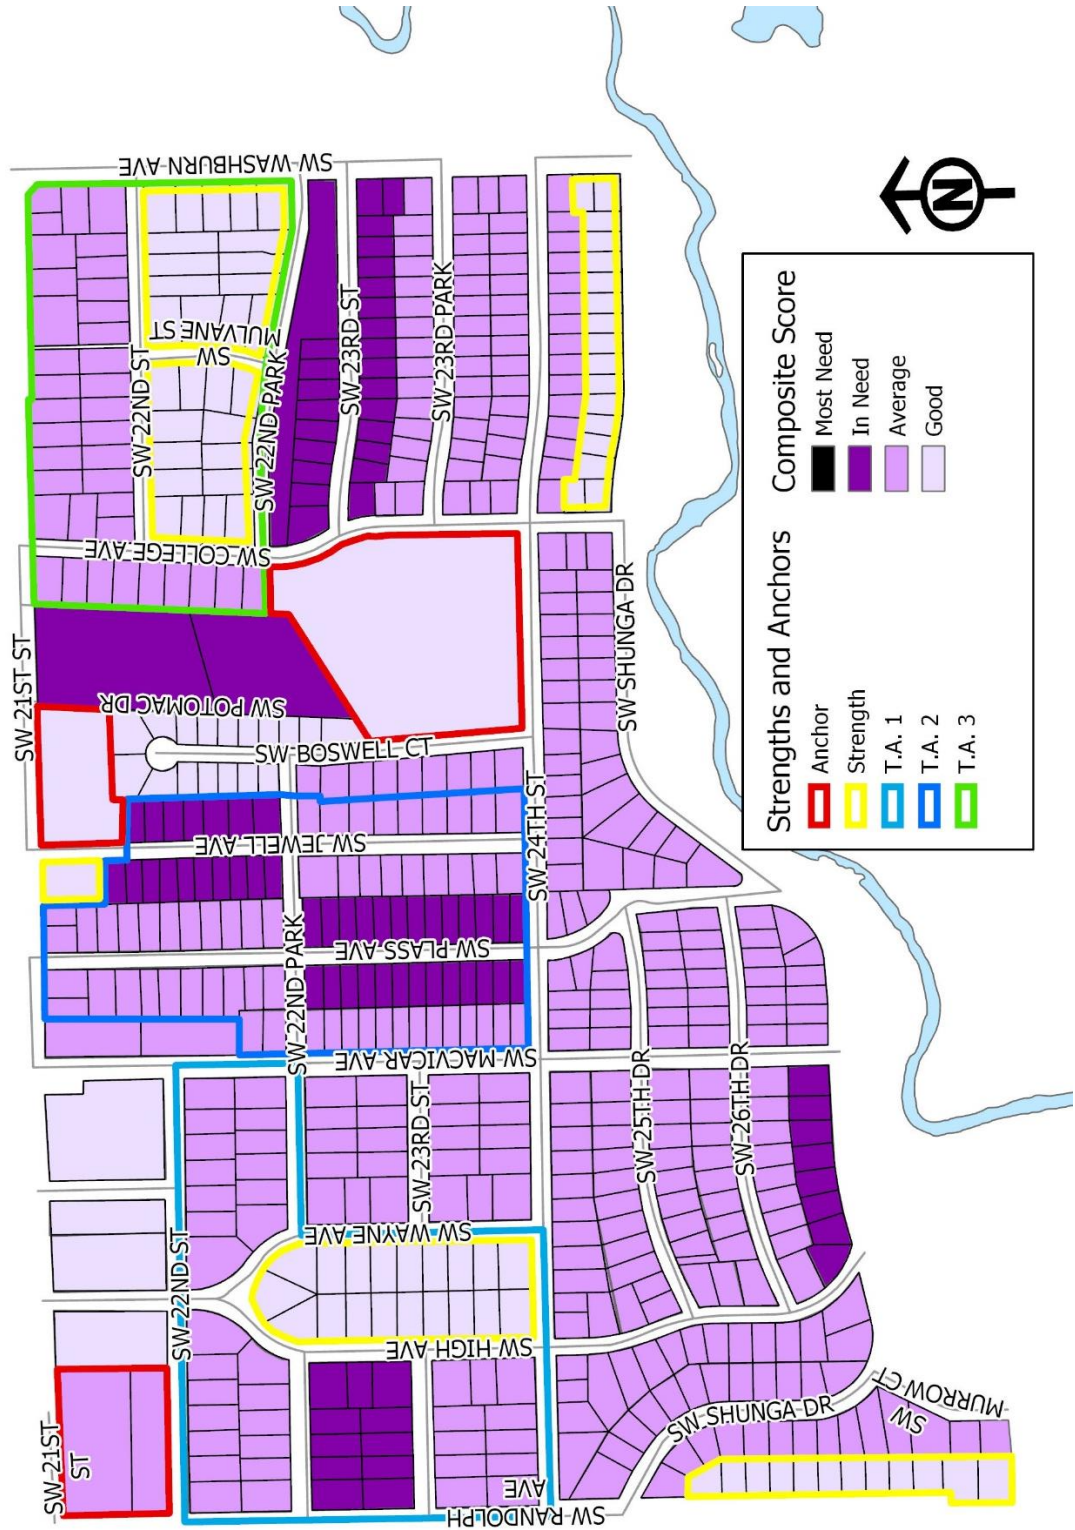 SW 21ST ST
SW 21ST
ST
SW WASHBURN AVE
SW 22ND ST
SW
MULVANE ST
SW 22ND PARK
SW COLLEGE AVE
SW 23RD ST
SW 23RD PARK
SW POTOMAC DR
SW BOSWELL CT
SW JEWELL AVE
SW 24TH ST
SW SHUNGA DR
SW PLASS AVE
SW 22ND PARK
SW MACVICAR AVE
SW 23RD ST
SW 22ND ST
SW WAYNE AVE
SW HIGH AVE
SW 25TH DR
SW 26TH DR
SW RANDOLPH
AVE
SW SHUNGA DR
SW
MURROW CT
N
Strengths and Anchors
Anchor
Strength
T.A. 1
T.A. 2
T.A. 3
Composite Score
Most Need
In Need
Average
Good